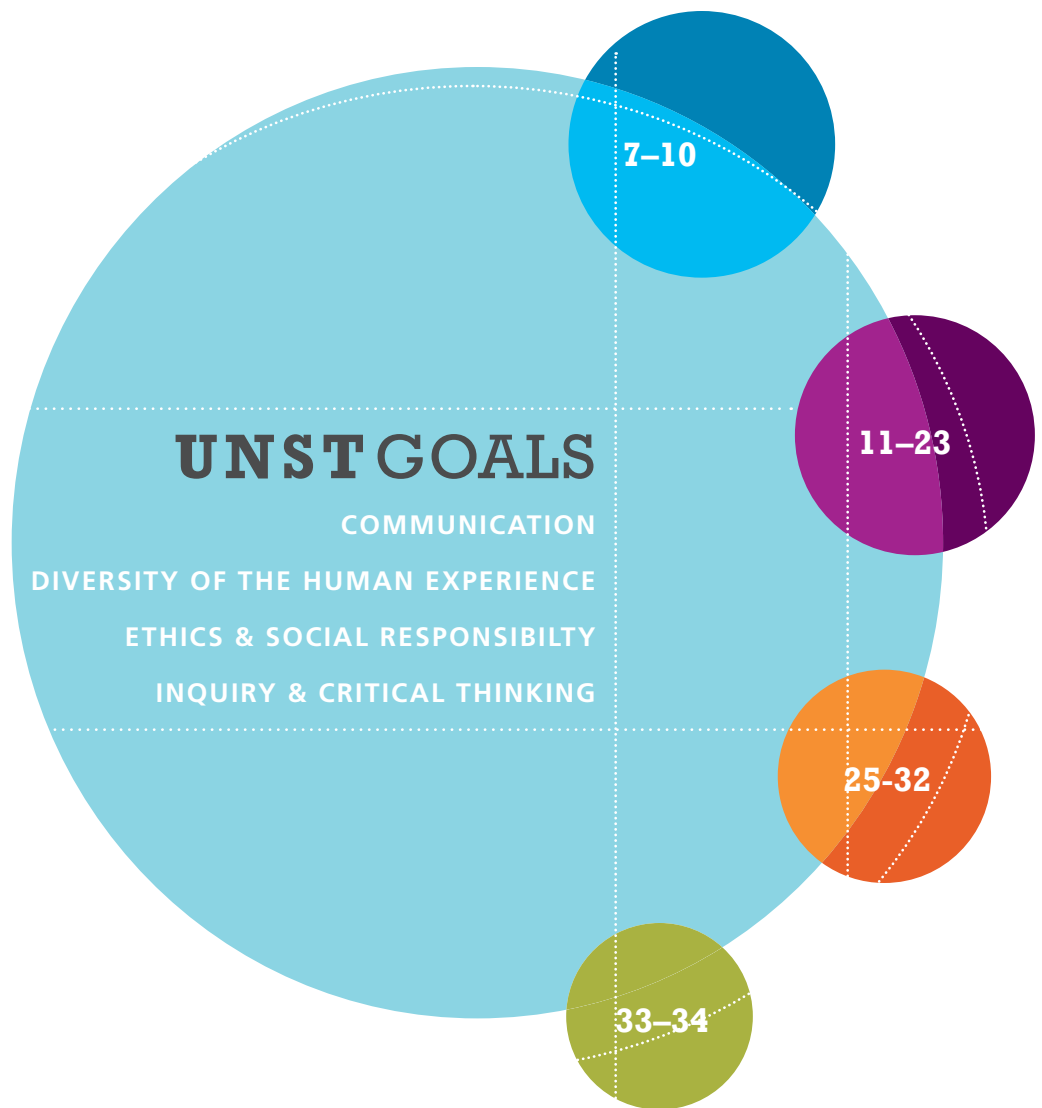 7–10
11–23
UNST GOALS
COMMUNICATION
DIVERSITY OF THE HUMAN EXPERIENCE
ETHICS & SOCIAL RESPONSIBILTY
INQUIRY & CRITICAL THINKING
25-32
33–34